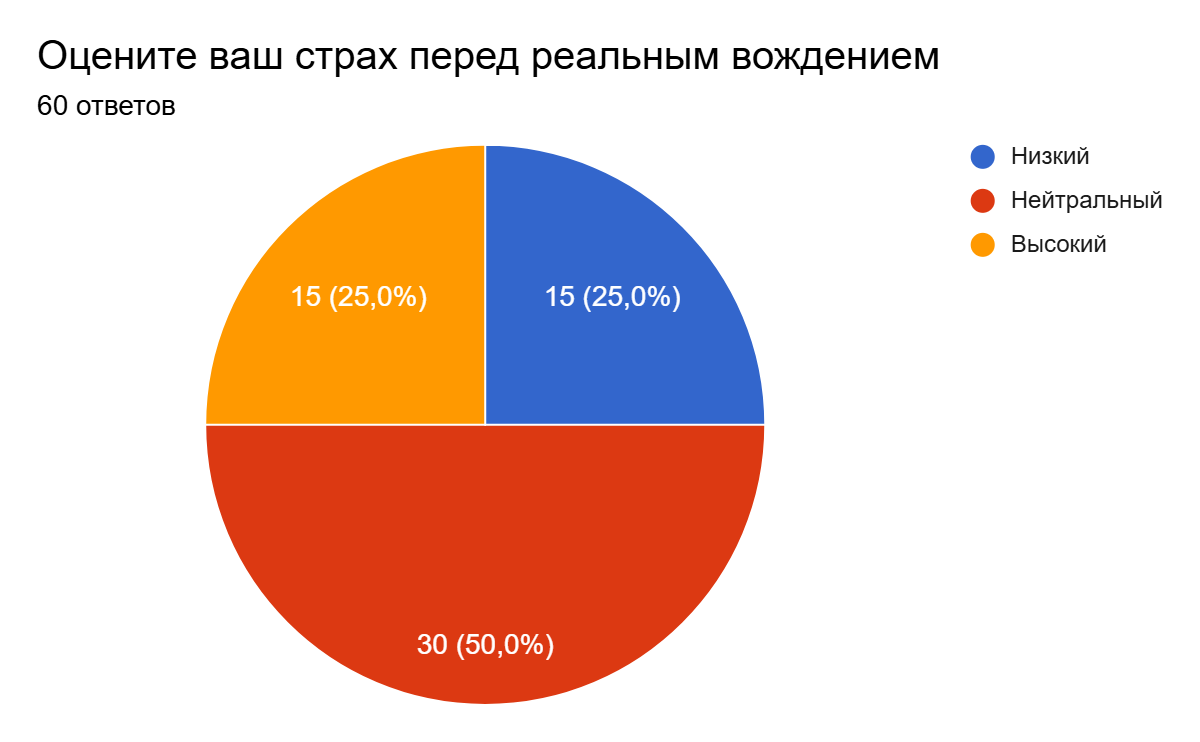 Оцените ваш страх перед реальным вождением
60 ответов
Низкий
Нейтральный
Высокий
15 (25,0%)
15 (25,0%)
30 (50,0%)